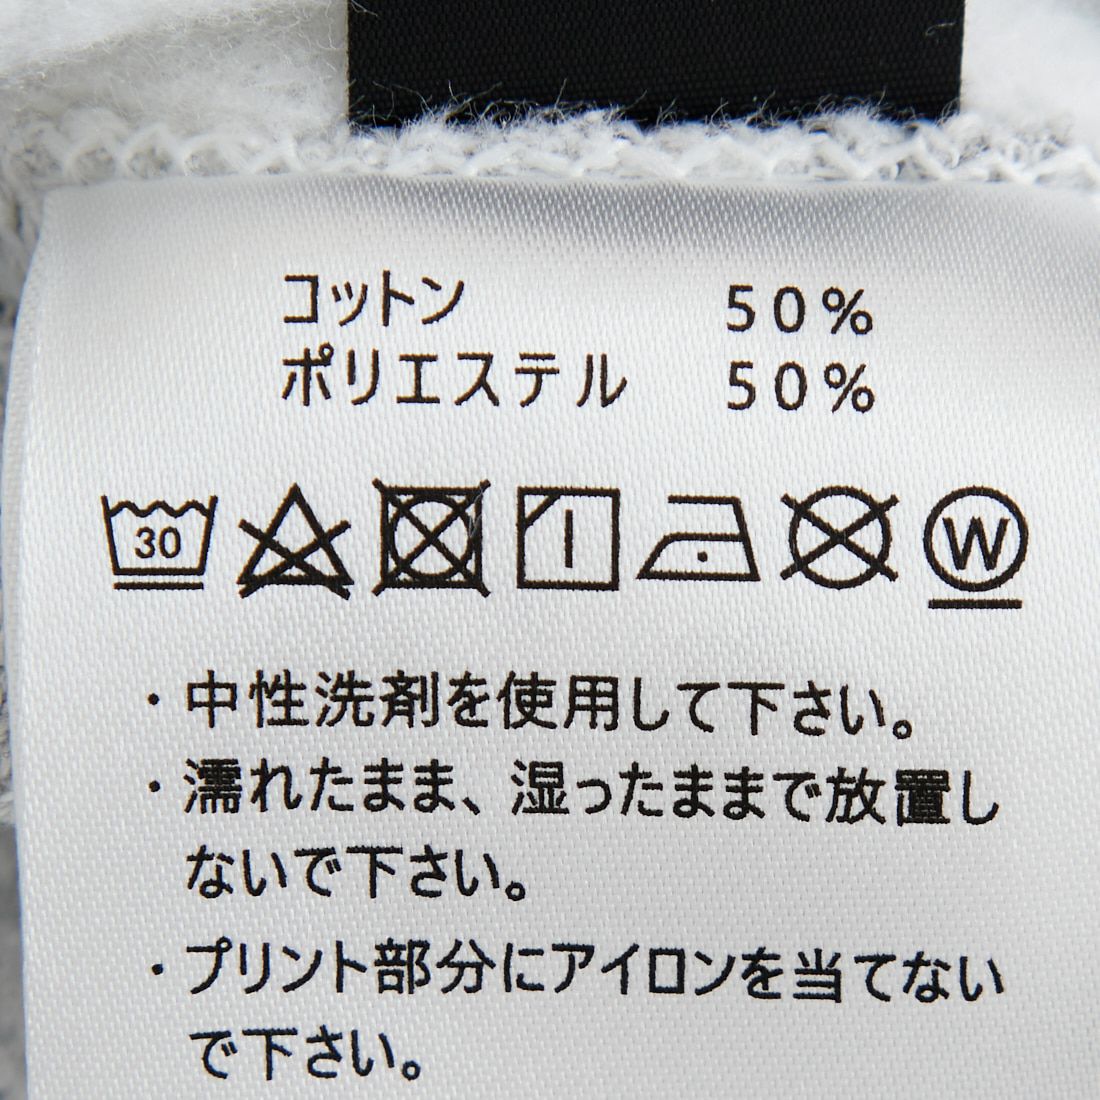 コットン 50%
ポリエステル 50%
30 W
・中性洗剤を使用して下さい。
・濡れたまま、湿ったままで放置し
ないで下さい。
・プリント部分にアイロンを当てない
で下さい。